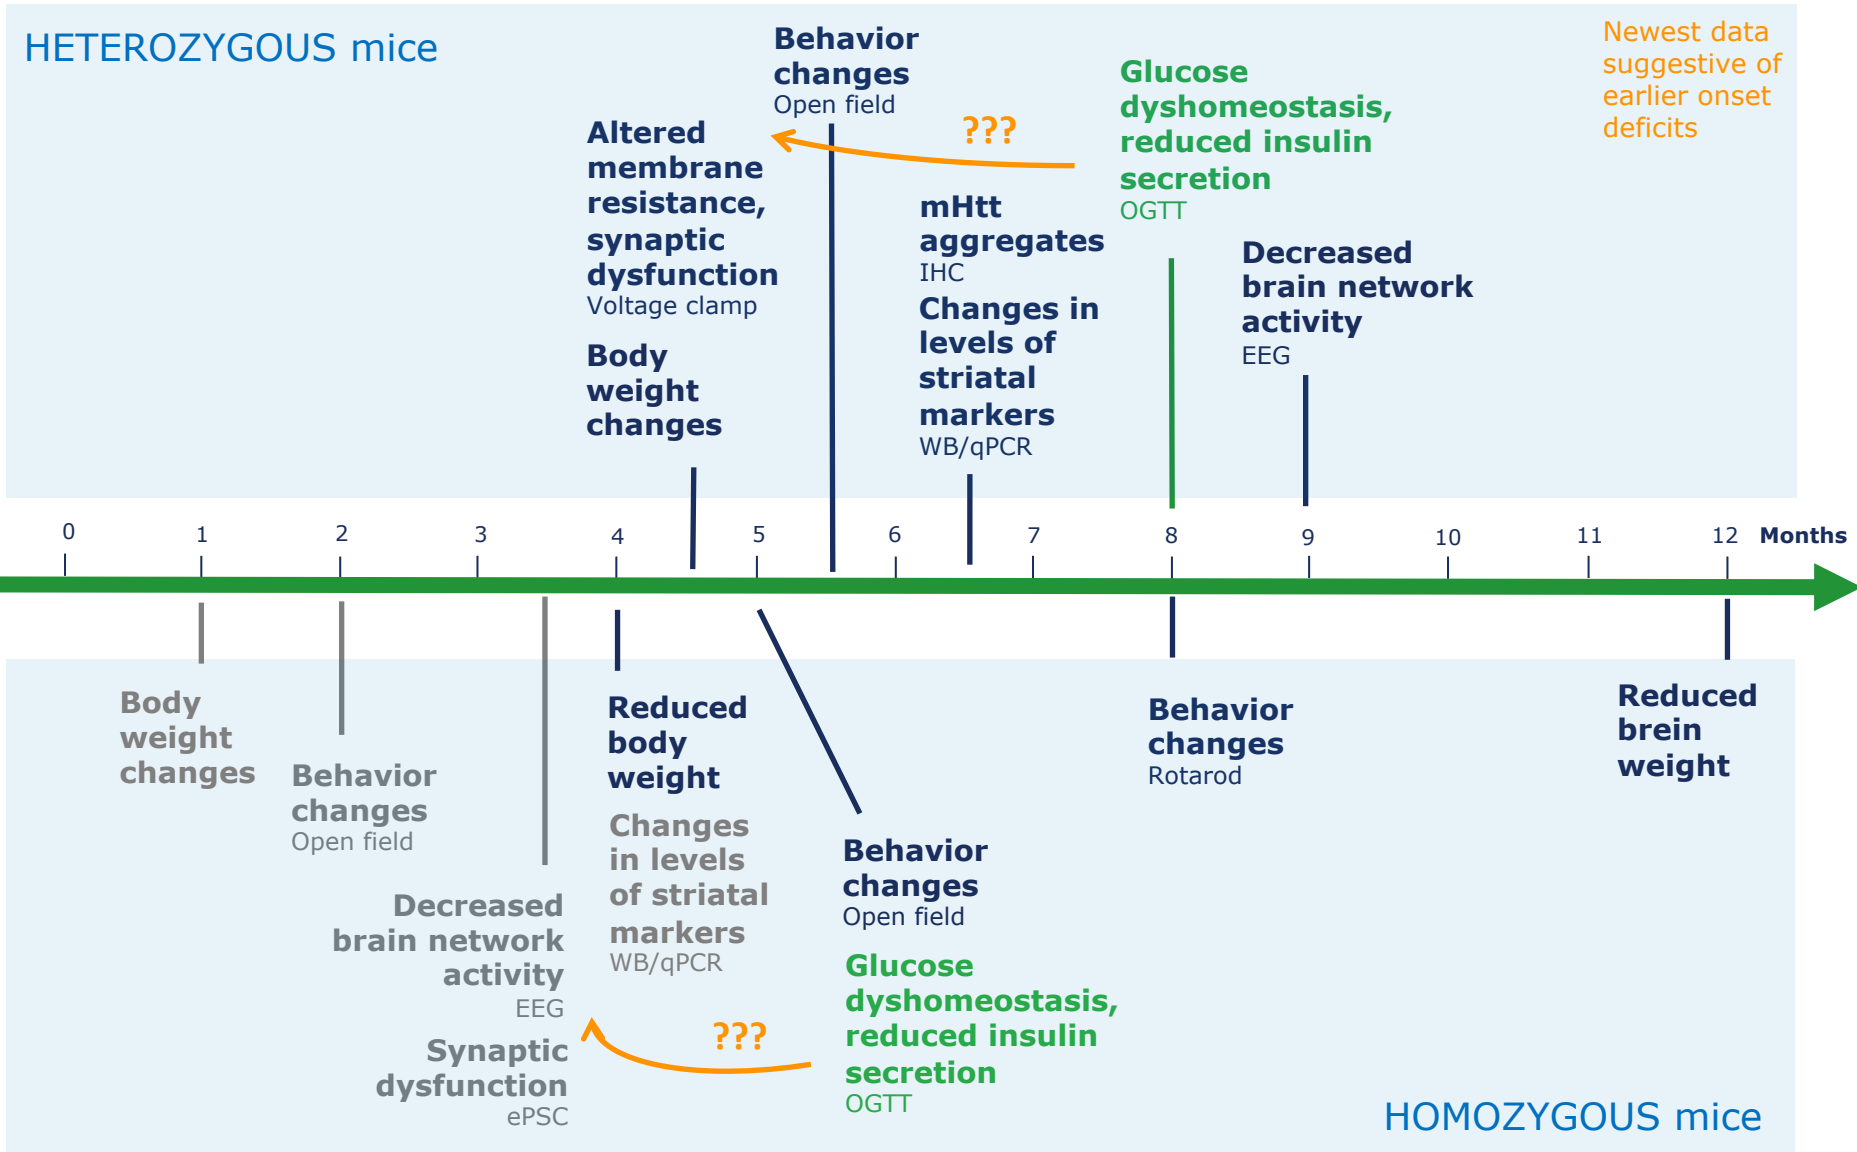 HETEROZYGOUS mice
Newest data
suggestive of
earlier onset
deficits
Altered
membrane
resistance,
synaptic
dysfunction
Voltage clamp
Body
weight
changes
Behavior
changes
Open field
???
mHtt
aggregates
IHC
Changes in
levels of
striatal
markers
WB/qPCR
Glucose
dyshomeostasis,
reduced insulin
secretion
OGTT
Decreased
brain network
activity
EEG
0 1 2 3 4 5 6 7 8 9 10 11 12 Months
Body
weight
changes
Behavior
changes
Open field
Decreased
brain network
activity
EEG
Synaptic
dysfunction
ePSC
Reduced
body
weight
Changes
in levels
of striatal
markers
WB/qPCR
???
Behavior
changes
Open field
Glucose
dyshomeostasis,
reduced insulin
secretion
OGTT
Behavior
changes
Rotarod
Reduced
brein
weight
HOMOZYGOUS mice